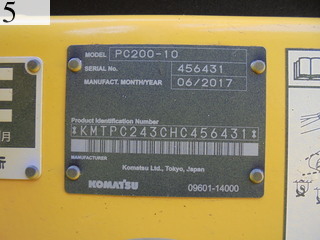 5
MODEL PC200-10
SERIAL No. 456431
MANUFACT. MONTH/YEAR 06/2017
Product Identification Number
*KMTPC243CHC456431*
MANUFACTURER
Komatsu Ltd., Tokyo, Japan
KOMATSU 09601-14000
月